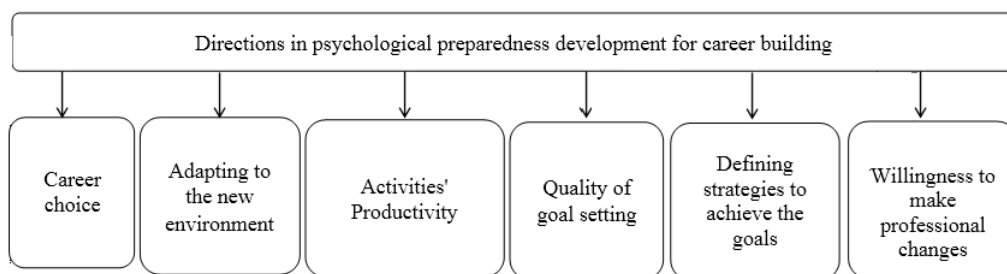 Directions in psychological preparedness development for career building
Career
choice
Adapting to
the new
environment
Activities'
Productivity
Quality of
goal setting
Defining
strategies to
achieve the
goals
Willingness to
make
professional
changes